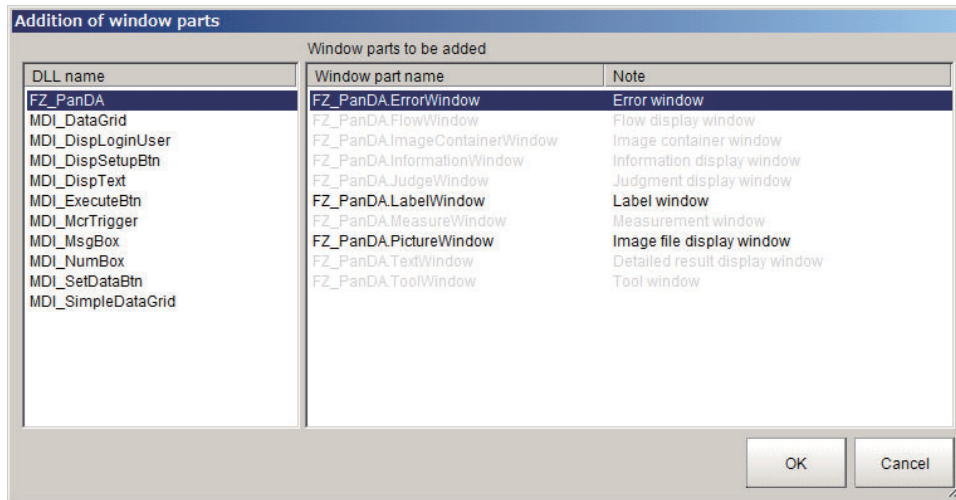 Addition of window parts
Window parts to be added
DLL name
FZ_PanDA
MDI_DataGrid
MDI_DispLoginUser
MDI_DispSetupBtn
MDI_DispText
MDI_ExecuteBtn
MDI_McrTrigger
MDI_MsgBox
MDI_NumBox
MDI_SetDataBtn
MDI_SimpleDataGrid
Window part name Note
FZ_PanDA.ErrorWindow Error window
FZ_PanDA.FlowWindow Flow display window
FZ_PanDA.ImageContainerWindow Image container window
FZ_PanDA.InformationWindow Information display window
FZ_PanDA.JudgeWindow Judgment display window
FZ_PanDA.LabelWindow Label window
FZ_PanDA.MeasureWindow Measurement window
FZ_PanDA.PictureWindow Image file display window
FZ_PanDA.TextWindow Detailed result display window
FZ_PanDA.ToolWindow Tool window
OK Cancel